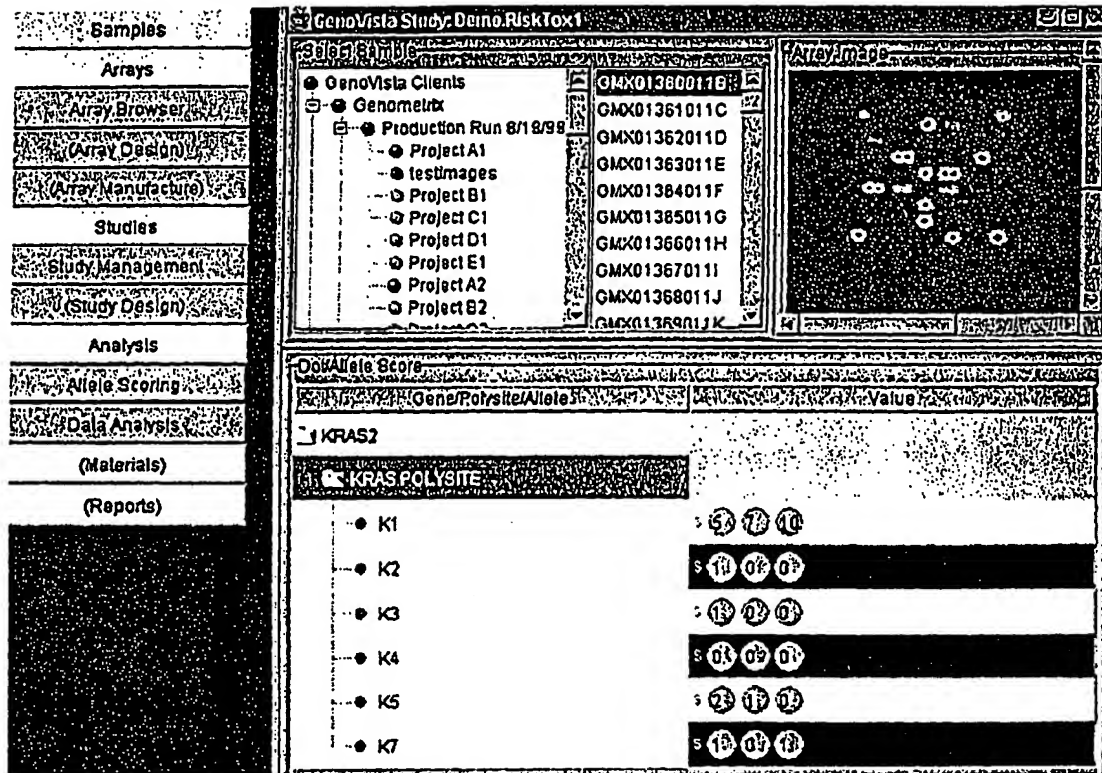 Samples
Arrays
Array Browser
(Array Design)
(Array Manufacture)
Studies
Study Management
(Study Design)
Analysis
Allele Scoring
Data Analysis
(Materials)
(Reports)
GenoVista Study: Demo.RiskTox1
Select Sample
GenoVista Clients
Genometrix
Production Run 8/18/99
Project A1
testimages
Project B1
Project C1
Project D1
Project E1
Project A2
Project B2
GMX01360011B
GMX01361011C
GMX01362011D
GMX01363011E
GMX01364011F
GMX01365011G
GMX01366011H
GMX01367011I
GMX01368011J
GMX01369011K
Array Image
Dot/Allele Score
Gene/Polysite/Allele
Value
KRAS2
KRAS.POLYSITE
K1
K2
K3
K4
K5
K7